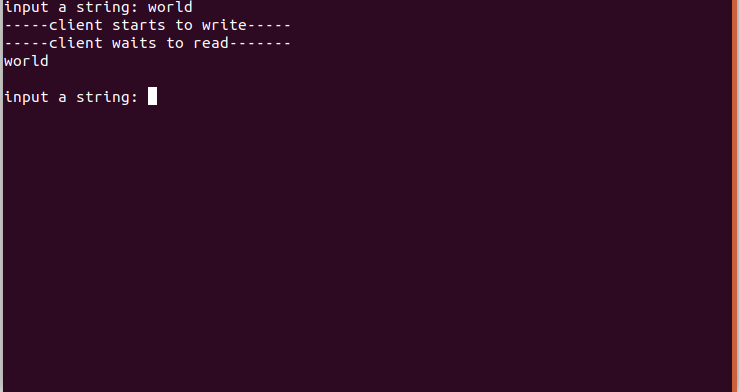 input a string: world
-----client starts to write-----
-----client waits to read-------
world
input a string: